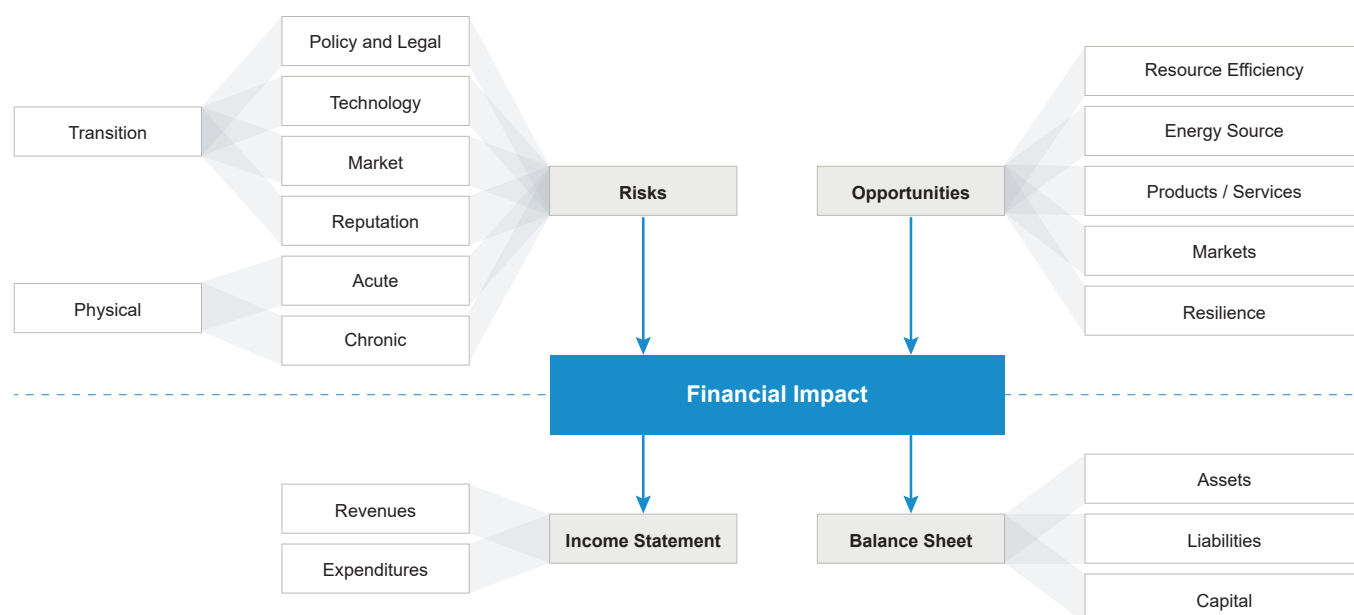 Policy and Legal
Technology
Transition
Market
Reputation
Acute
Physical
Chronic
Risks
Opportunities
Resource Efficiency
Energy Source
Products / Services
Markets
Resilience
Financial Impact
Revenues
Expenditures
Income Statement
Balance Sheet
Assets
Liabilities
Capital